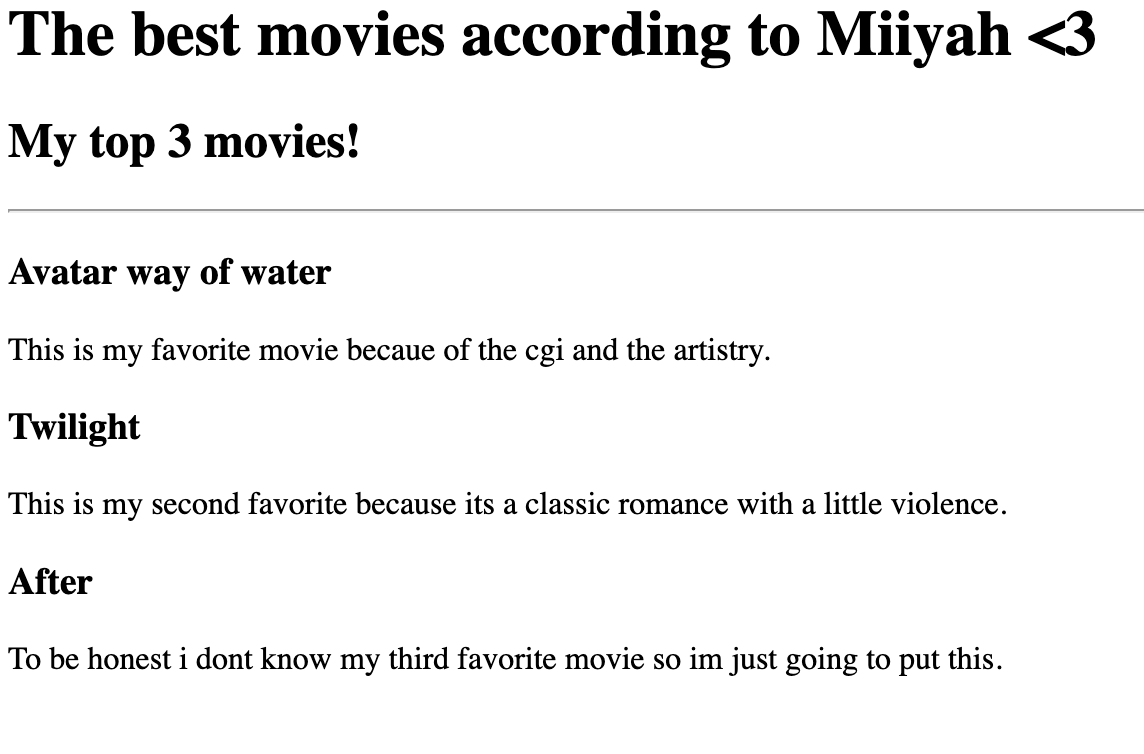 The best movies according to Miiyah <3
My top 3 movies!
Avatar way of water
This is my favorite movie becaue of the cgi and the artistry.
Twilight
This is my second favorite because its a classic romance with a little violence.
After
To be honest i dont know my third favorite movie so im just going to put this.